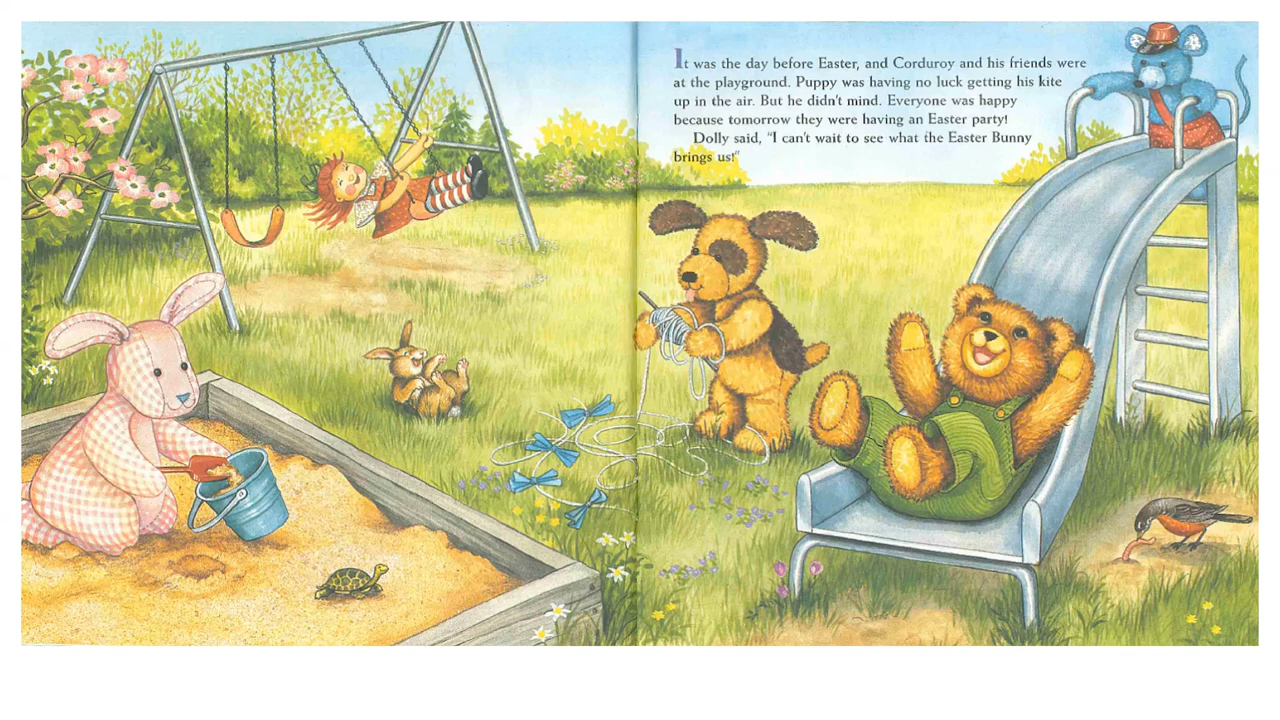 It was the day before Easter, and Corduroy and his friends were
at the playground. Puppy was having no luck getting his kite
up in the air. But he didn't mind. Everyone was happy
because tomorrow they were having an Easter party!
Dolly said, "I can't wait to see what the Easter Bunny
brings us!"